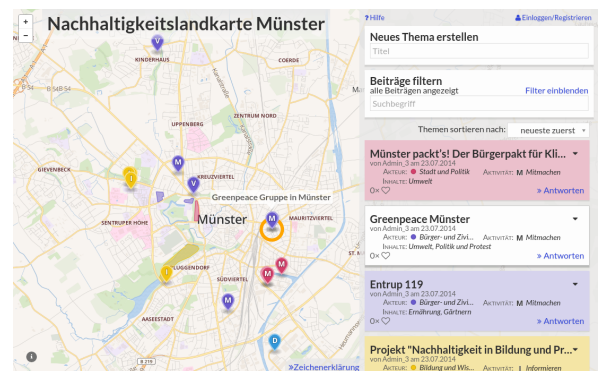 Nachhaltigkeitslandkarte Münster
+
−
KINDERHAUS
COERDE
Kanalstraße
B 54
B 54
ZENTRUM NORD
UPPENBERG
GIEVENBECK
KREUZVIERTEL
Greenpeace Gruppe in Münster
SENTRUPER HÖHE
Münster
MAURITZVIERTEL
LUGGENDORF
SÜDVIERTEL
AASEESTADT
B 219
V
M
V
M
I
I
M
M
M
D
»Zeichenerklärung
? Hilfe
Einloggen/Registrieren
Neues Thema erstellen
Titel
Beiträge filtern
alle Beiträgen angezeigt
Filter einblenden
Suchbegriff
Themen sortieren nach: neueste zuerst
Münster packt's! Der Bürgerpakt für Kli...
von Admin_3 am 23.07.2014
AKTEUR: Stadt und Politik AKTIVITÄT: M Mitmachen
INHALTE: Umwelt
0×
» Antworten
Greenpeace Münster
von Admin_3 am 23.07.2014
AKTEUR: Bürger- und Zivi... AKTIVITÄT: M Mitmachen
INHALTE: Umwelt, Politik und Protest
0×
» Antworten
Entrup 119
von Admin_3 am 23.07.2014
AKTEUR: Bürger- und Zivi... AKTIVITÄT: M Mitmachen
INHALTE: Ernährung, Gärtnern
0×
» Antworten
Projekt "Nachhaltigkeit in Bildung und Pr...
von Admin_3 am 23.07.2014
AKTEUR: Bildung und Wis... AKTIVITÄT: I Informieren